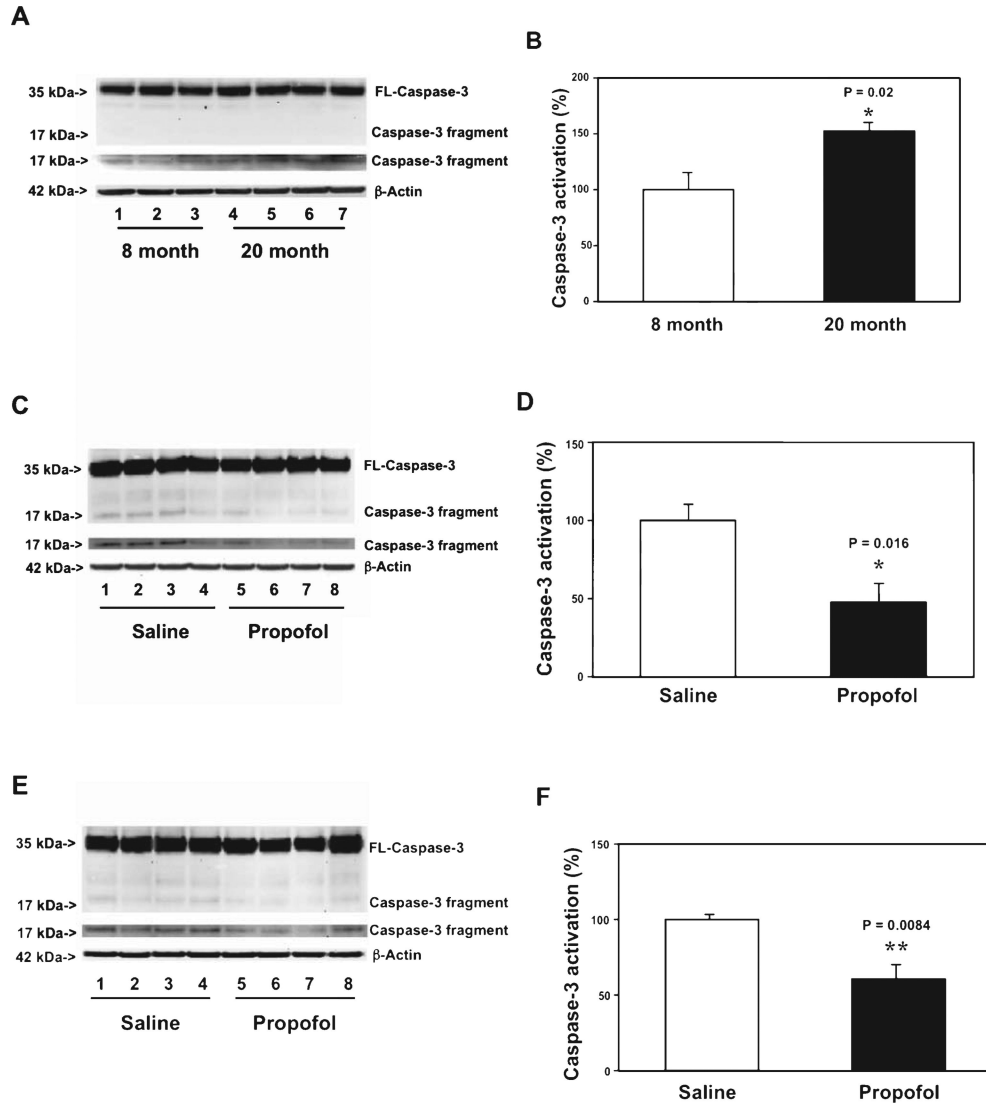 A
35 kDa->
FL-Caspase-3
17 kDa->
Caspase-3 fragment
17 kDa->
Caspase-3 fragment
42 kDa->
β-Actin
1 2 3 4 5 6 7
8 month 20 month
B
Caspase-3 activation (%)
200
150
100
50
0
P = 0.02
*
8 month 20 month
C
35 kDa->
FL-Caspase-3
17 kDa->
Caspase-3 fragment
17 kDa->
Caspase-3 fragment
42 kDa->
β-Actin
1 2 3 4 5 6 7 8
Saline Propofol
D
Caspase-3 activation (%)
150
100
50
0
P = 0.016
*
Saline Propofol
E
35 kDa->
FL-Caspase-3
17 kDa->
Caspase-3 fragment
17 kDa->
Caspase-3 fragment
42 kDa->
β-Actin
1 2 3 4 5 6 7 8
Saline Propofol
F
Caspase-3 activation (%)
150
100
50
0
P = 0.0084
**
Saline Propofol